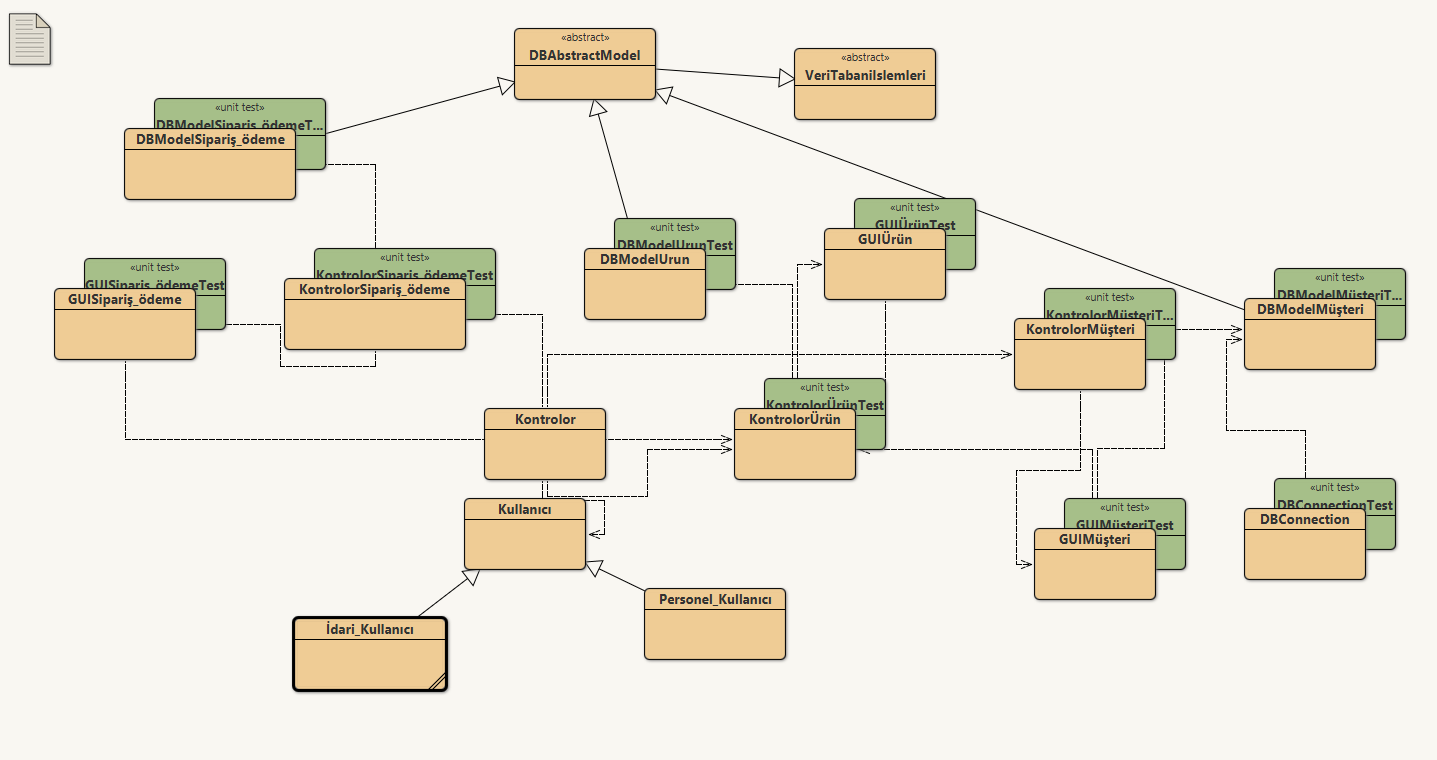 «abstract»
DBAbstractModel
«abstract»
VeriTabaniIslemleri
«unit test»
DBModelSipariş_ödemeT...
DBModelSipariş_ödeme
«unit test»
DBModelUrunTest
DBModelUrun
«unit test»
GUIÜrünTest
GUIÜrün
«unit test»
GUISipariş_ödemeTest
GUISipariş_ödeme
«unit test»
KontrolorSipariş_ödemeTest
KontrolorSipariş_ödeme
«unit test»
KontrolorMüşteriT...
KontrolorMüşteri
«unit test»
DBModelMüşteriT...
DBModelMüşteri
Kontrolor
«unit test»
KontrolorÜrünTest
KontrolorÜrün
Kullanıcı
«unit test»
GUIMüşteriTest
GUIMüşteri
«unit test»
DBConnectionTest
DBConnection
İdari_Kullanıcı
Personel_Kullanıcı